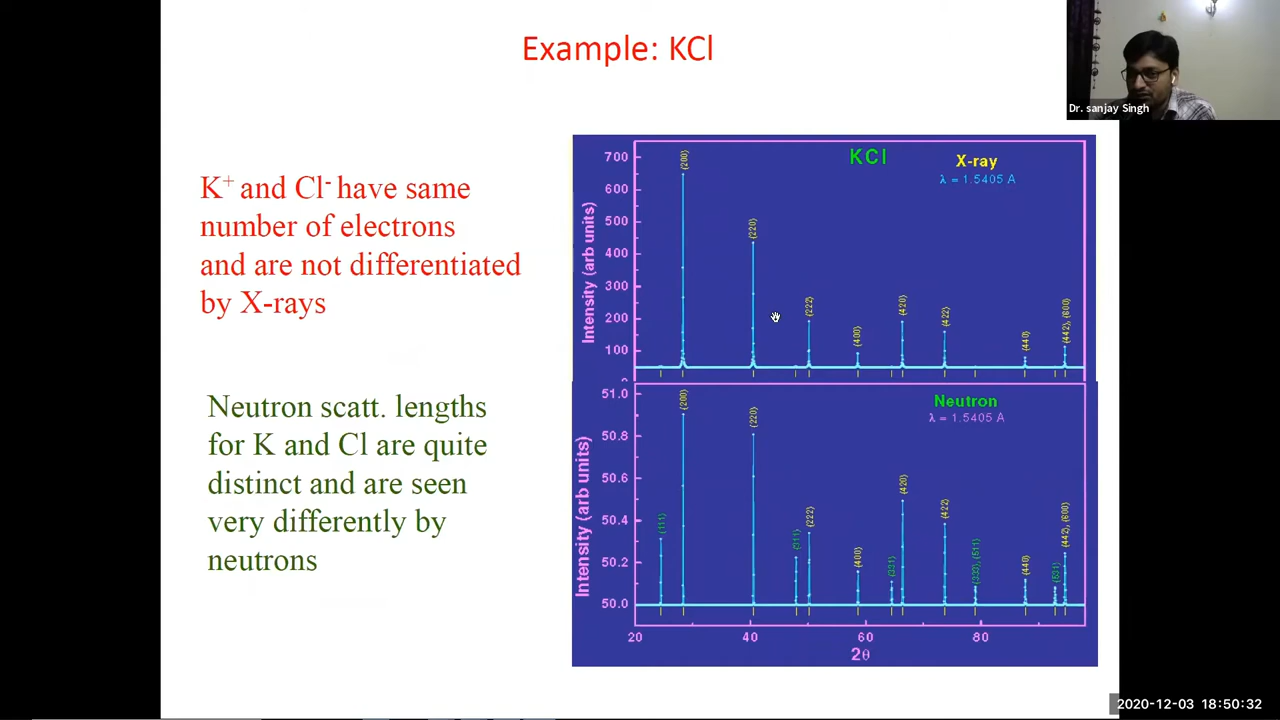 Example: KCl
Dr. sanjay Singh
K+ and Cl- have same
number of electrons
and are not differentiated
by X-rays
Neutron scatt. lengths
for K and Cl are quite
distinct and are seen
very differently by
neutrons
KCl
X-ray
λ = 1.5405 A
Intensity (arb units)
700
600
500
400
300
200
100
0
(200)
(220)
(222)
(400)
(420)
(422)
(440)
(442), (600)
Neutron
λ = 1.5405 A
Intensity (arb units)
51.0
50.8
50.6
50.4
50.2
50.0
(111)
(200)
(220)
(311)
(222)
(400)
(331)
(420)
(422)
(333), (511)
(440)
(531)
(442), (600)
20
40
60
80
2θ
2020-12-03 18:50:32